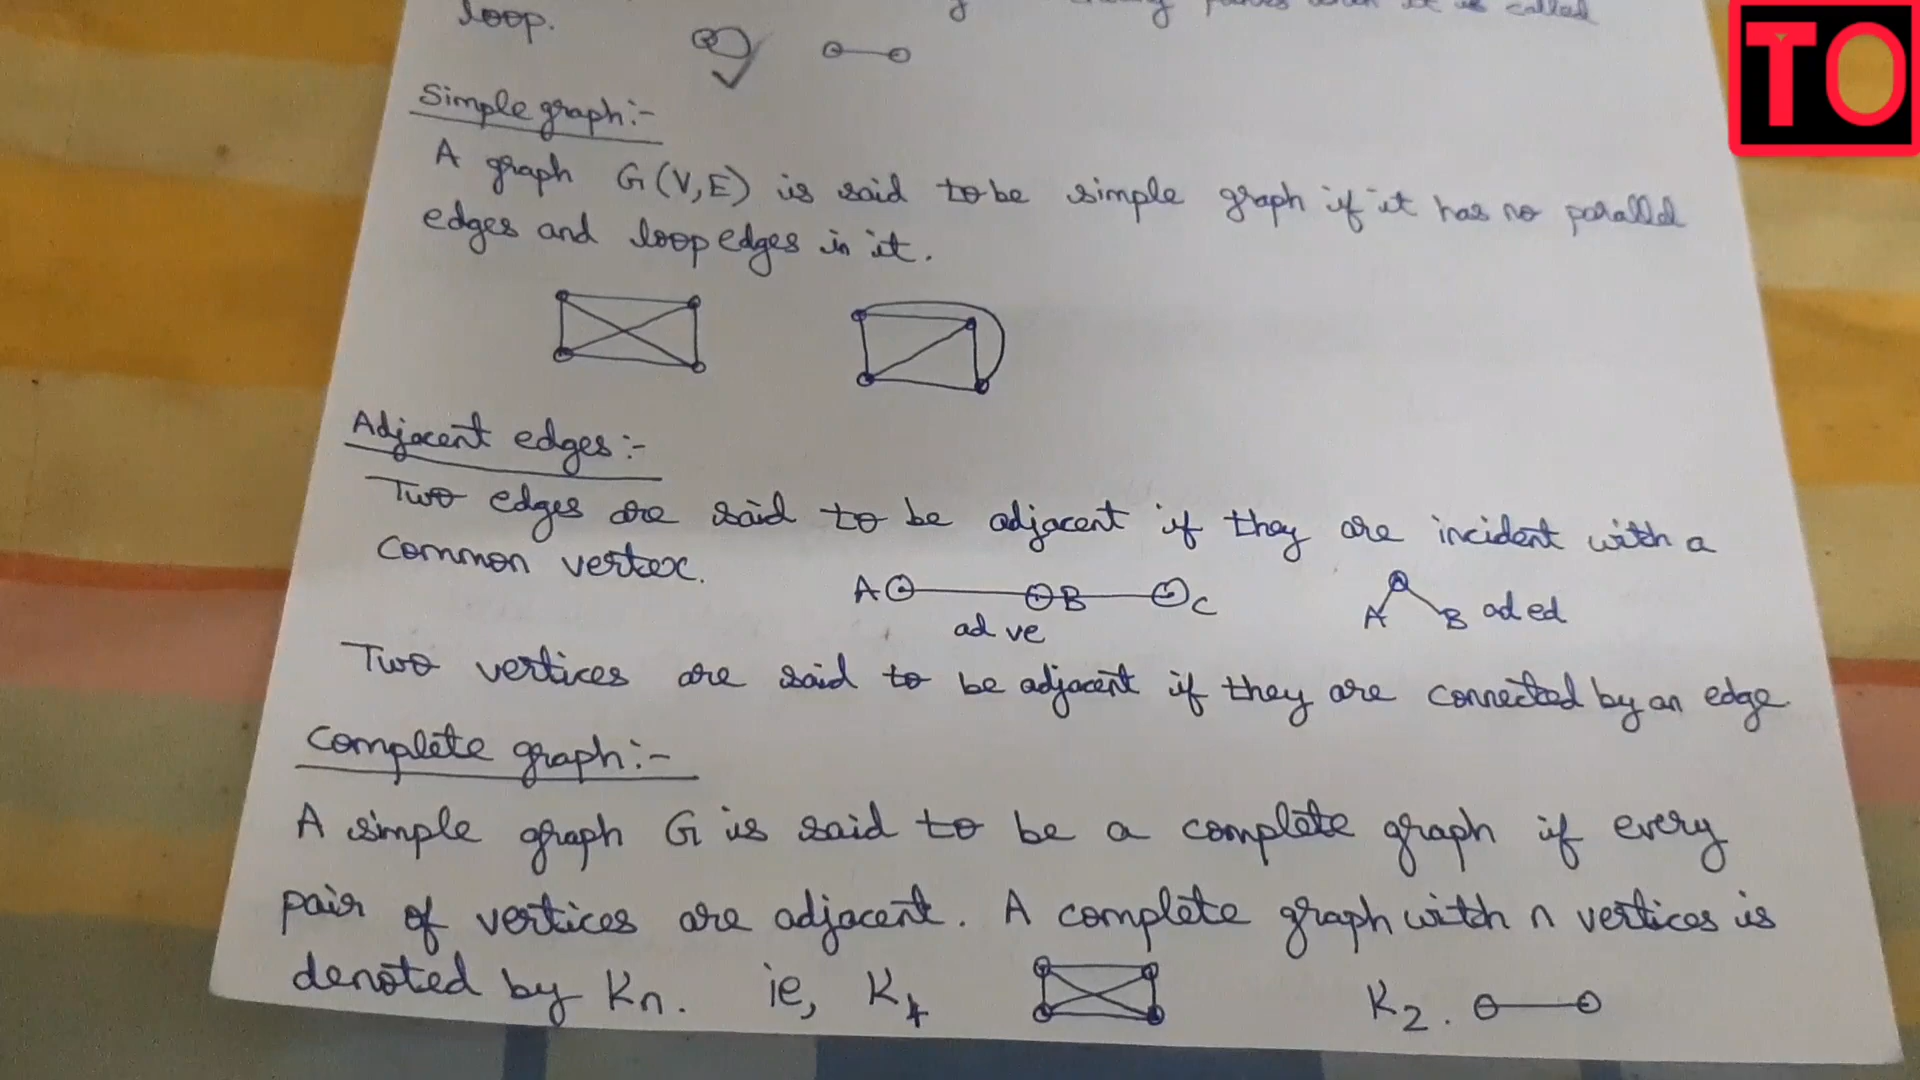 called
loop.
TO
Simple graph:-
A graph G(V,E) is said to be simple graph if it has no parallel
edges and loop edges in it.
Adjacent edges:-
Two edges are said to be adjacent if they are incident with a
common vertex.
A B C
ad ve
A B ad ed
Two vertices are said to be adjacent if they are connected by an edge.
Complete graph:-
A simple graph G is said to be a complete graph if every
pair of vertices are adjacent. A complete graph with n vertices is
denoted by Kn. ie, K4 K2.